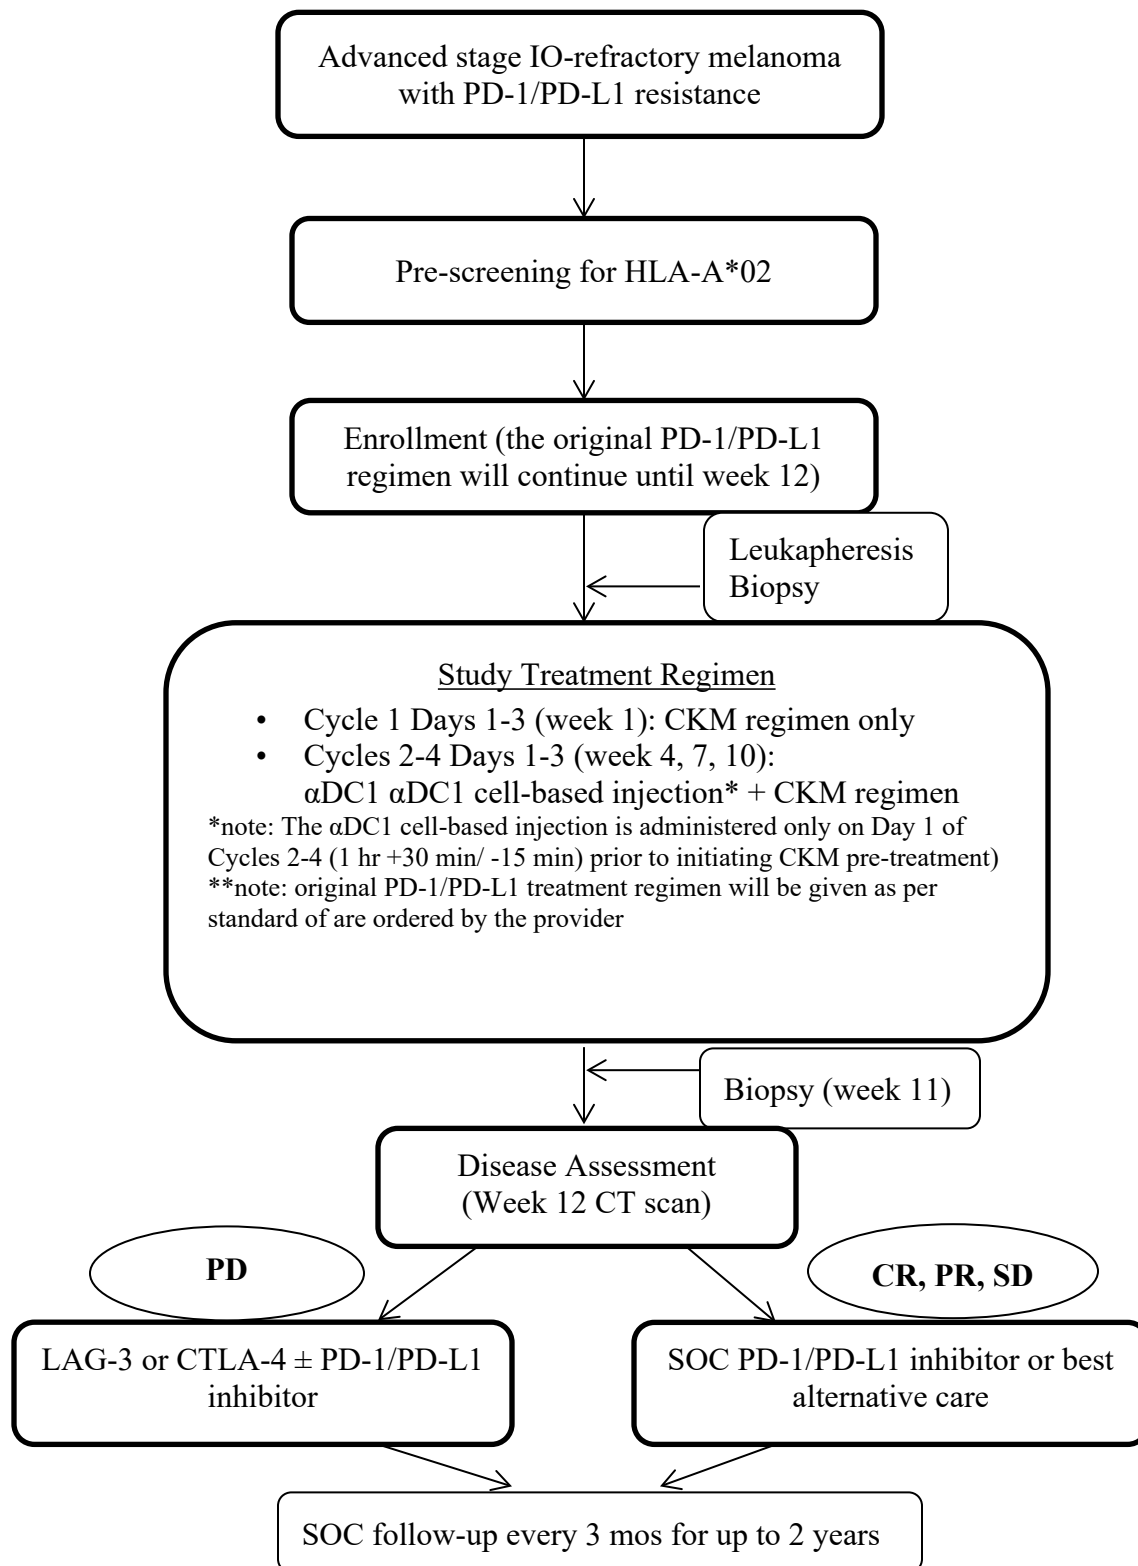 Advanced stage IO-refractory melanoma
with PD-1/PD-L1 resistance
Pre-screening for HLA-A*02
Enrollment (the original PD-1/PD-L1
regimen will continue until week 12)
Leukapheresis
Biopsy
Study Treatment Regimen
• Cycle 1 Days 1-3 (week 1): CKM regimen only
• Cycles 2-4 Days 1-3 (week 4, 7, 10):
αDC1 αDC1 cell-based injection* + CKM regimen
*note: The αDC1 cell-based injection is administered only on Day 1 of
Cycles 2-4 (1 hr +30 min/ -15 min) prior to initiating CKM pre-treatment)
**note: original PD-1/PD-L1 treatment regimen will be given as per
standard of are ordered by the provider
Biopsy (week 11)
Disease Assessment
(Week 12 CT scan)
PD
CR, PR, SD
LAG-3 or CTLA-4 ± PD-1/PD-L1
inhibitor
SOC PD-1/PD-L1 inhibitor or best
alternative care
SOC follow-up every 3 mos for up to 2 years